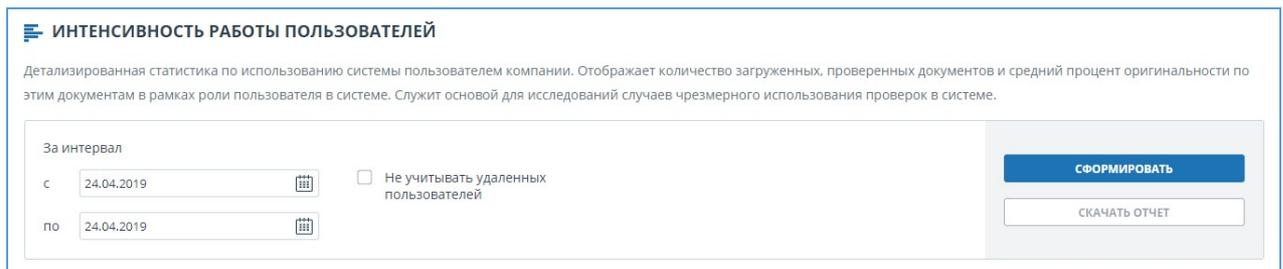 ИНТЕНСИВНОСТЬ РАБОТЫ ПОЛЬЗОВАТЕЛЕЙ
Детализированная статистика по использованию системы пользователем компании. Отображает количество загруженных, проверенных документов и средний процент оригинальности по
этим документам в рамках роли пользователя в системе. Служит основой для исследований случаев чрезмерного использования проверок в системе.
За интервал
с 24.04.2019
Не учитывать удаленных
пользователей
по 24.04.2019
СФОРМИРОВАТЬ
СКАЧАТЬ ОТЧЕТ